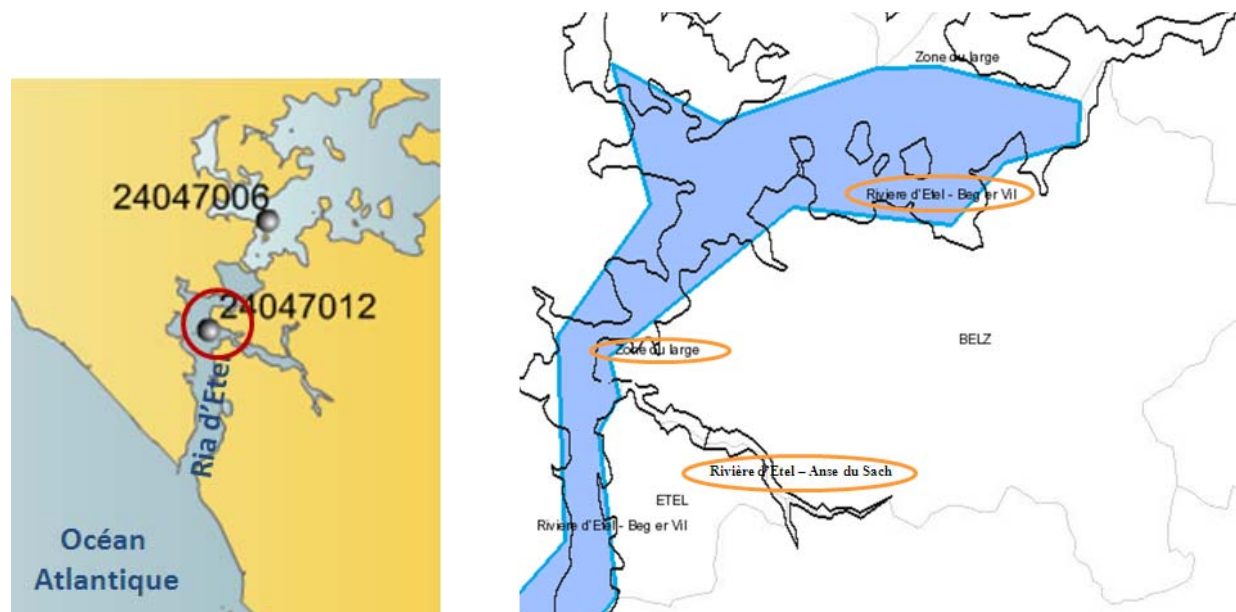 24047006
24047012
Ria d'Etel
Océan
Atlantique
Zone du large
Riviere d'Etel - Beg er Vil
Zone du large
BELZ
Rivière d'Etel – Anse du Sach
ETEL
Riviere d'Etel - Beg er Vil